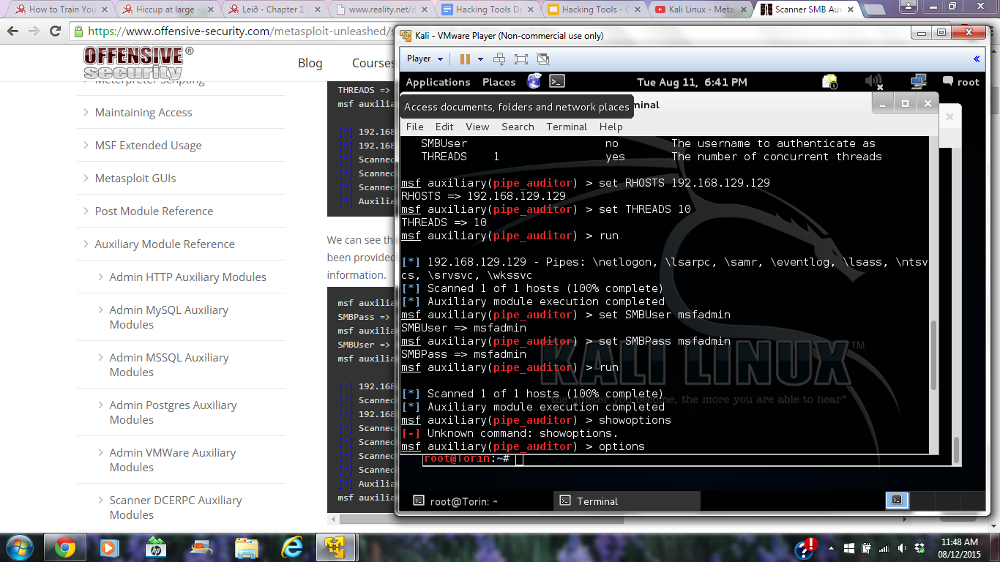 How to Train You
Hiccup at large -
Leið - Chapter 1 -
www.reality.net/d
Hacking Tools Da
Hacking Tools - G
Kali Linux - Metas
Scanner SMB Aux
https://www.offensive-security.com/metasploit-unleashed/s
OFFENSIVE
security®
Blog
Courses
Meterpreter Scripting
Maintaining Access
MSF Extended Usage
Metasploit GUIs
Post Module Reference
Auxiliary Module Reference
Admin HTTP Auxiliary Modules
Admin MySQL Auxiliary
Modules
Admin MSSQL Auxiliary
Modules
Admin Postgres Auxiliary
Modules
Admin VMWare Auxiliary
Modules
Scanner DCERPC Auxiliary
Modules
THREADS =>
msf auxilia
[*] 192.168
[*] 192.168
[*] Scanned
[*] Scanned
[*] Scanned
[*] Auxilia
We can see th
been provided
information.
msf auxilia
SMBPass =>
msf auxilia
SMBUser =>
msf auxilia
[*] 192.168
[*] Scanned
[*] 192.168
[*] Scanned
[*] Scanned
[*] Scanned
[*] Scanned
[*] Auxilia
msf auxilia
Kali - VMware Player (Non-commercial use only)
Player
Applications Places
Tue Aug 11, 6:41 PM
1
root
Access documents, folders and network places
minal
File Edit View Search Terminal Help
SMBUser no The username to authenticate as
THREADS 1 yes The number of concurrent threads
msf auxiliary(pipe_auditor) > set RHOSTS 192.168.129.129
RHOSTS => 192.168.129.129
msf auxiliary(pipe_auditor) > set THREADS 10
THREADS => 10
msf auxiliary(pipe_auditor) > run
[*] 192.168.129.129 - Pipes: \netlogon, \lsarpc, \samr, \eventlog, \lsass, \ntsv
cs, \srvsvc, \wkssvc
[*] Scanned 1 of 1 hosts (100% complete)
[*] Auxiliary module execution completed
msf auxiliary(pipe_auditor) > set SMBUser msfadmin
SMBUser => msfadmin
msf auxiliary(pipe_auditor) > set SMBPass msfadmin
SMBPass => msfadmin
msf auxiliary(pipe_auditor) > run
[*] Scanned 1 of 1 hosts (100% complete)
[*] Auxiliary module execution completed
msf auxiliary(pipe_auditor) > showoptions
[-] Unknown command: showoptions.
msf auxiliary(pipe_auditor) > options
KALI LINUX™
the quieter you become, the more you are able to hear"
root@Torin:~#
root@Torin: ~
Terminal
11:48 AM
08/12/2015